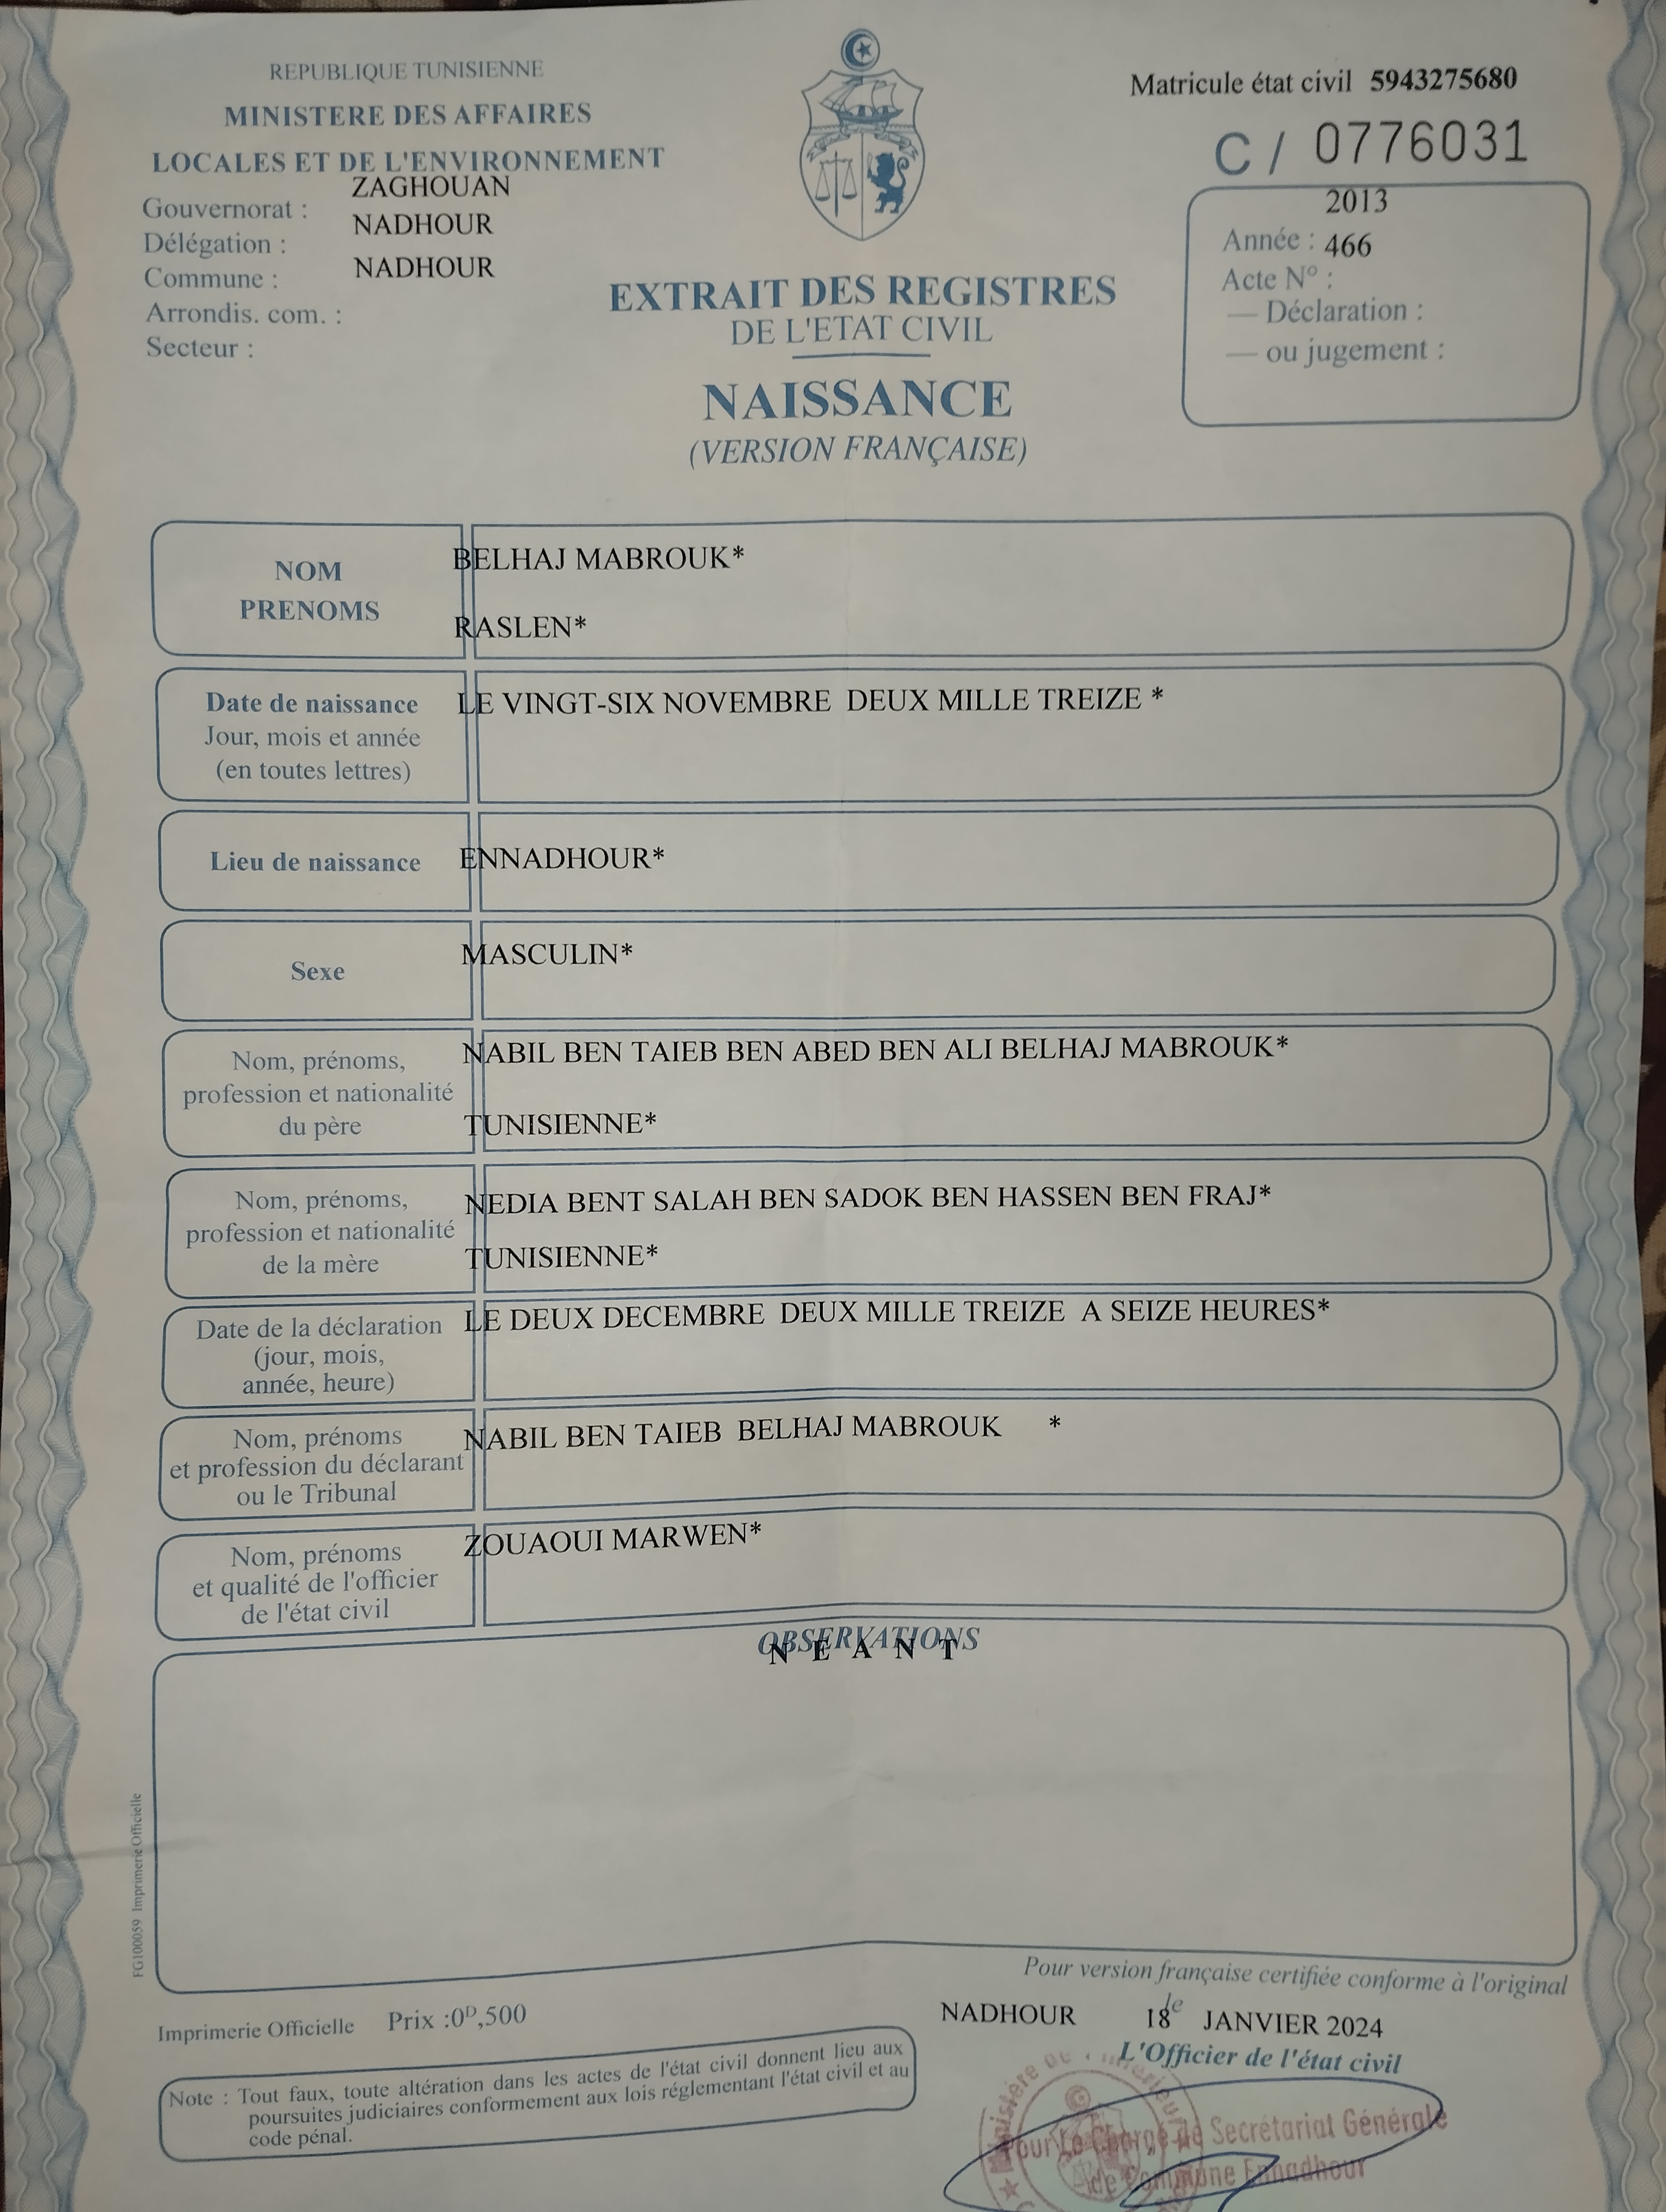 REPUBLIQUE TUNISIENNE
MINISTERE DES AFFAIRES
LOCALES ET DE L'ENVIRONNEMENT
Gouvernorat : ZAGHOUAN
Délégation : NADHOUR
Commune : NADHOUR
Arrondis. com. :
Secteur :
Matricule état civil 5943275680
C / 0776031
2013
Année : 466
Acte N° :
— Déclaration :
— ou jugement :
EXTRAIT DES REGISTRES
DE L'ETAT CIVIL
NAISSANCE
(VERSION FRANÇAISE)
NOM
PRENOMS
BELHAJ MABROUK*
RASLEN*
Date de naissance
Jour, mois et année
(en toutes lettres)
LE VINGT-SIX NOVEMBRE DEUX MILLE TREIZE *
Lieu de naissance
ENNADHOUR*
Sexe
MASCULIN*
Nom, prénoms,
profession et nationalité
du père
NABIL BEN TAIEB BEN ABED BEN ALI BELHAJ MABROUK*
TUNISIENNE*
Nom, prénoms,
profession et nationalité
de la mère
NEDIA BENT SALAH BEN SADOK BEN HASSEN BEN FRAJ*
TUNISIENNE*
Date de la déclaration
(jour, mois,
année, heure)
LE DEUX DECEMBRE DEUX MILLE TREIZE A SEIZE HEURES*
Nom, prénoms
et profession du déclarant
ou le Tribunal
NABIL BEN TAIEB BELHAJ MABROUK *
Nom, prénoms
et qualité de l'officier
de l'état civil
ZOUAOUI MARWEN*
OBSERVATIONS
N E A N T
FG100059 Imprimerie Officielle
Pour version française certifiée conforme à l'original
Imprimerie Officielle Prix :0ᴰ,500
NADHOUR le 18 JANVIER 2024
L'Officier de l'état civil
Note : Tout faux, toute altération dans les actes de l'état civil donnent lieu aux
poursuites judiciaires conformement aux lois réglementant l'état civil et au
code pénal.
Ministère de l'Intérieur
Pour Le Chargé de Secrétariat Générale
de Commune Ennadhour